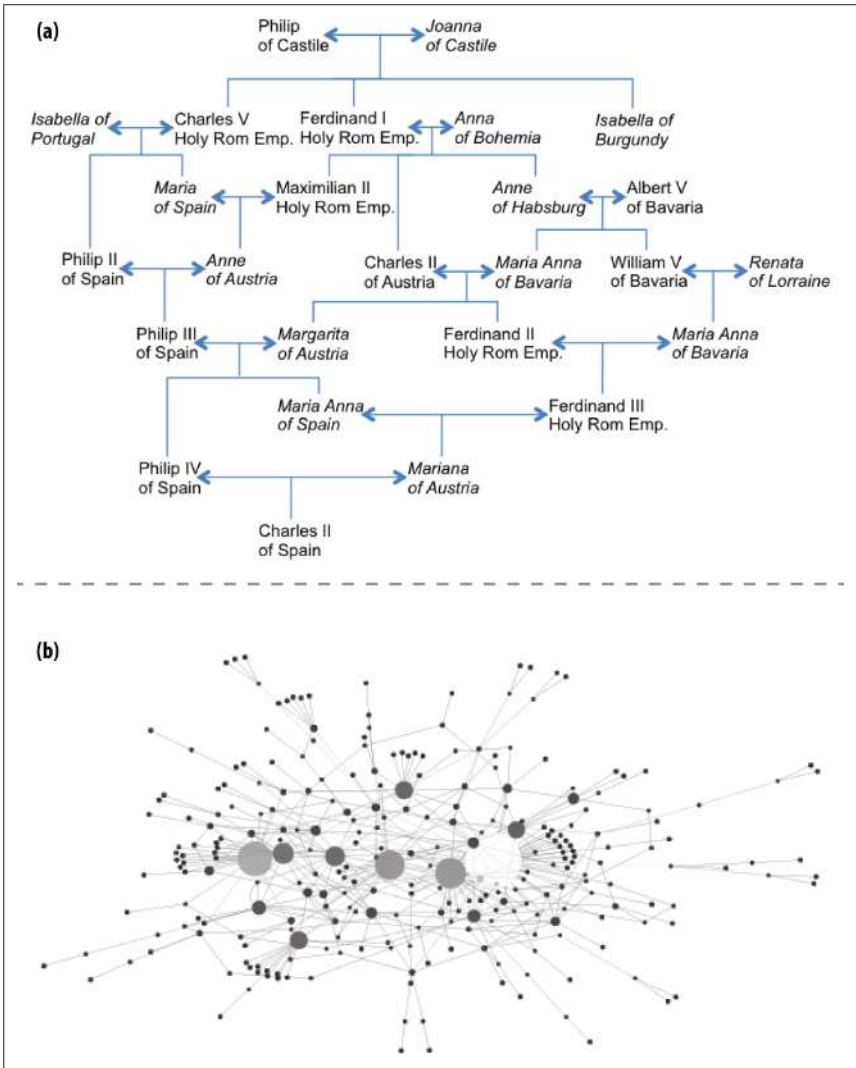 (a)
Philip
of Castile
Joanna
of Castile
Isabella of
Portugal
Charles V
Holy Rom Emp.
Ferdinand I
Holy Rom Emp.
Anna
of Bohemia
Isabella of
Burgundy
Maria
of Spain
Maximilian II
Holy Rom Emp.
Anne
of Habsburg
Albert V
of Bavaria
Philip II
of Spain
Anne
of Austria
Charles II
of Austria
Maria Anna
of Bavaria
William V
of Bavaria
Renata
of Lorraine
Philip III
of Spain
Margarita
of Austria
Ferdinand II
Holy Rom Emp.
Maria Anna
of Bavaria
Maria Anna
of Spain
Ferdinand III
Holy Rom Emp.
Philip IV
of Spain
Mariana
of Austria
Charles II
of Spain
(b)